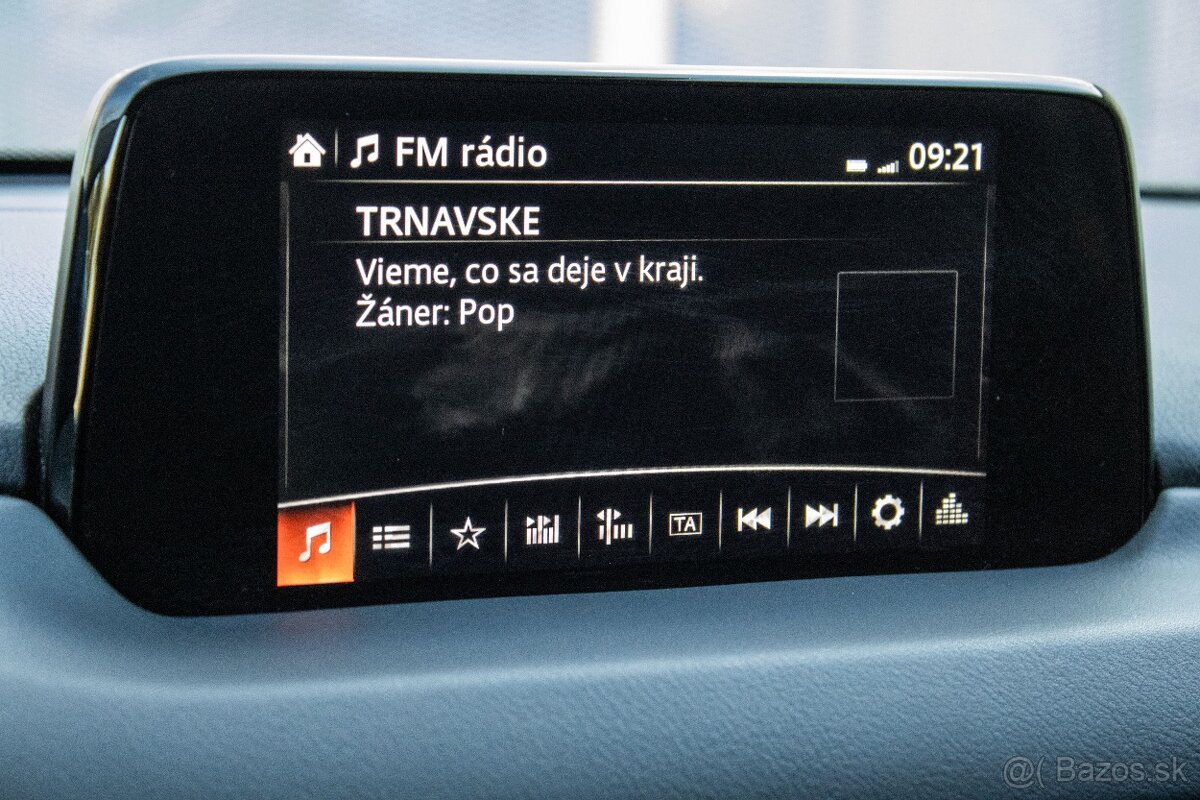 FM rádio
09:21
TRNAVSKE
Vieme, co sa deje v kraji.
Žáner: Pop
TA
@( Bazos.sk